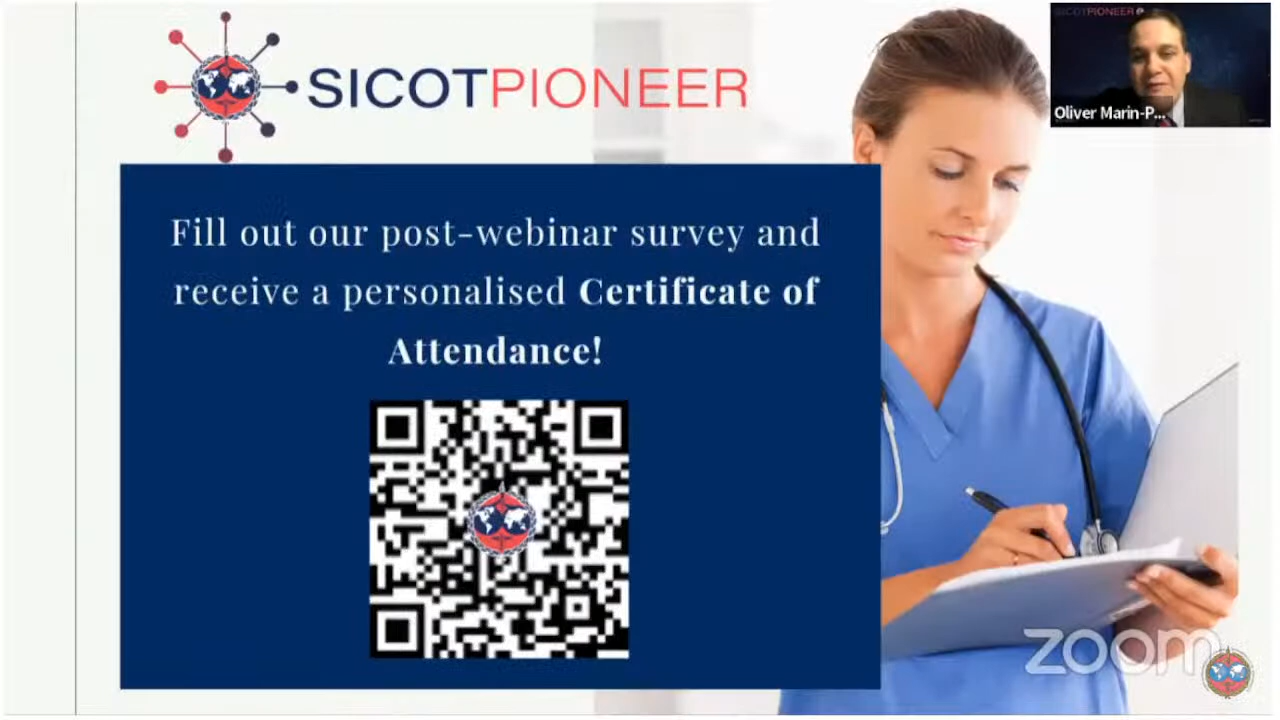 SICOTPIONEER
SICOTPIONEER
Oliver Marin-P...
Fill out our post-webinar survey and
receive a personalised Certificate of
Attendance!
zoom